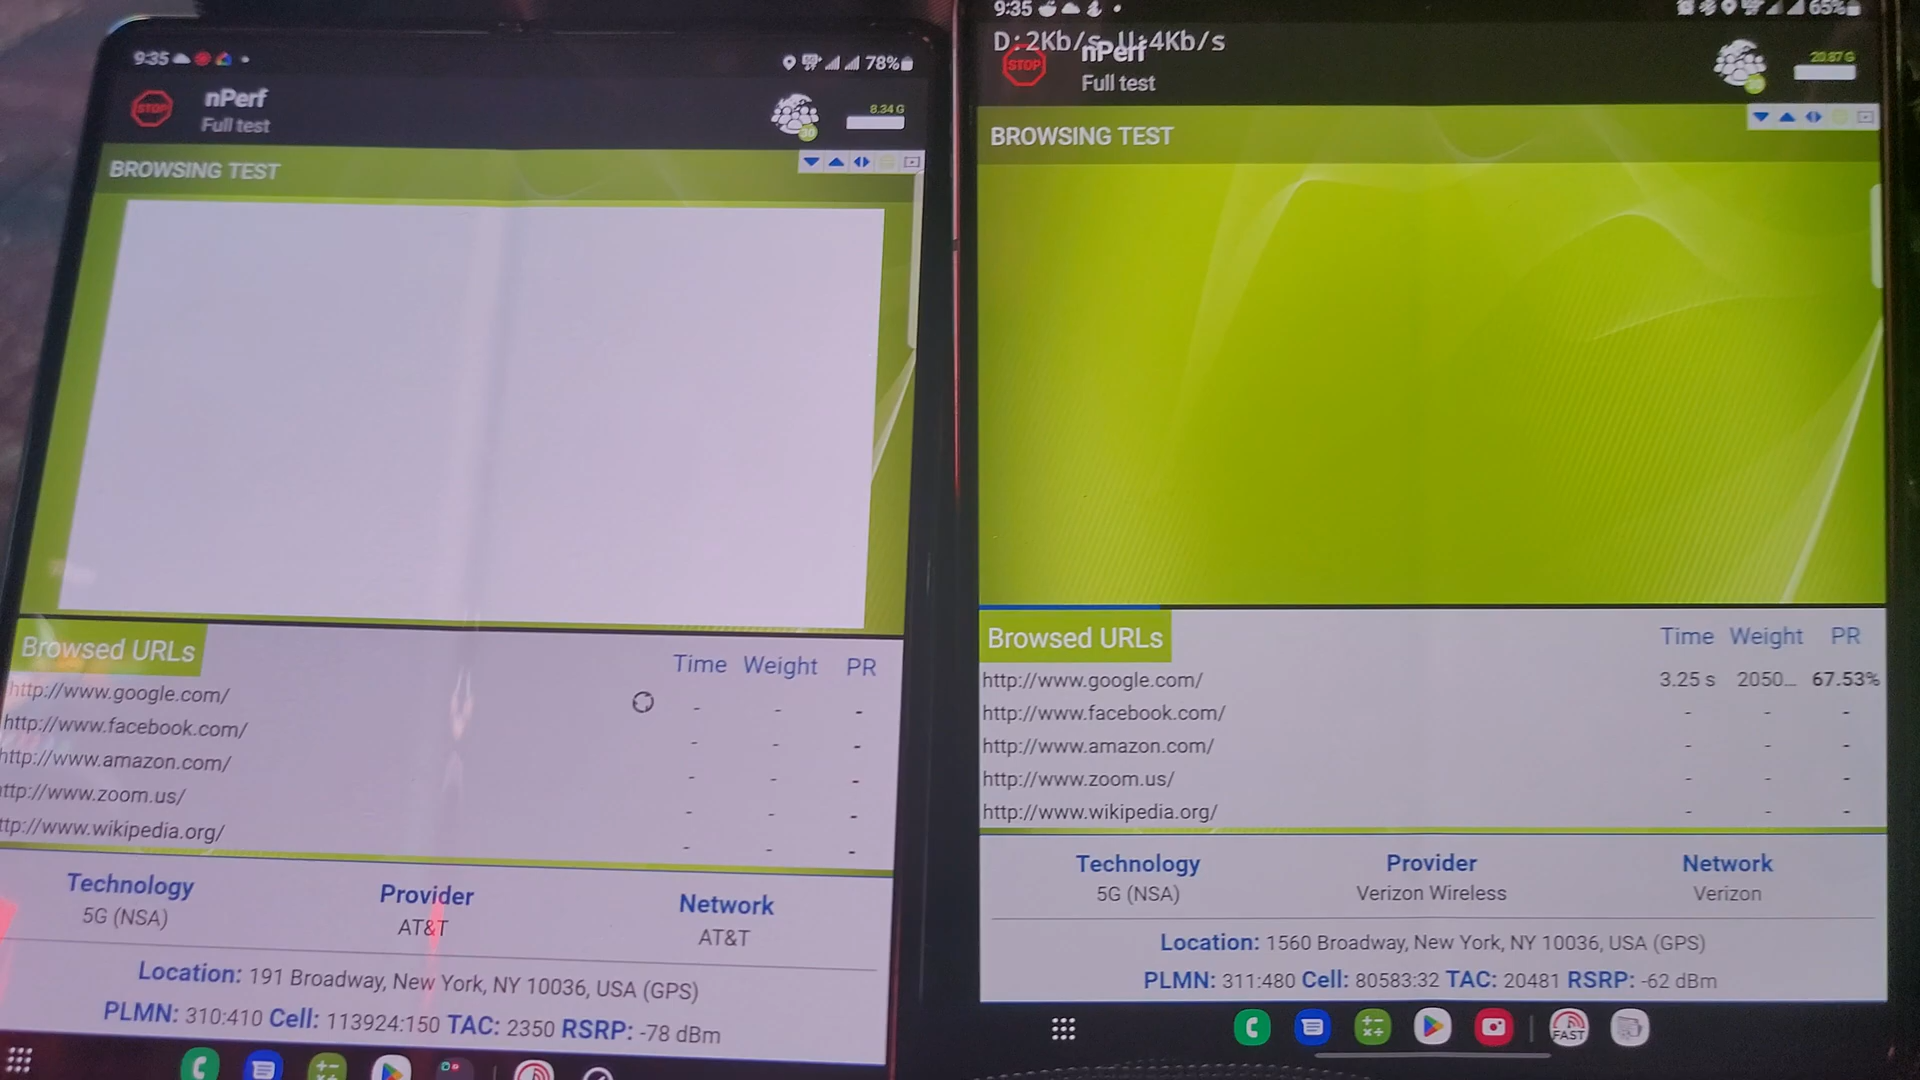 9:35
78%
STOP
nPerf
Full test
30
8.34 G
BROWSING TEST
Browsed URLs
Time Weight PR
http://www.google.com/ - - -
http://www.facebook.com/ - - -
http://www.amazon.com/ - - -
ttp://www.zoom.us/ - - -
tp://www.wikipedia.org/ - - -
Technology Provider Network
5G (NSA) AT&T AT&T
Location: 191 Broadway, New York, NY 10036, USA (GPS)
PLMN: 310:410 Cell: 113924:150 TAC: 2350 RSRP: -78 dBm
9:35
65%
D:2Kb/s U:4Kb/s
STOP
nPerf
Full test
20.87 G
BROWSING TEST
Browsed URLs
Time Weight PR
http://www.google.com/ 3.25 s 2050... 67.53%
http://www.facebook.com/ - - -
http://www.amazon.com/ - - -
http://www.zoom.us/ - - -
http://www.wikipedia.org/ - - -
Technology Provider Network
5G (NSA) Verizon Wireless Verizon
Location: 1560 Broadway, New York, NY 10036, USA (GPS)
PLMN: 311:480 Cell: 80583:32 TAC: 20481 RSRP: -62 dBm
FAST